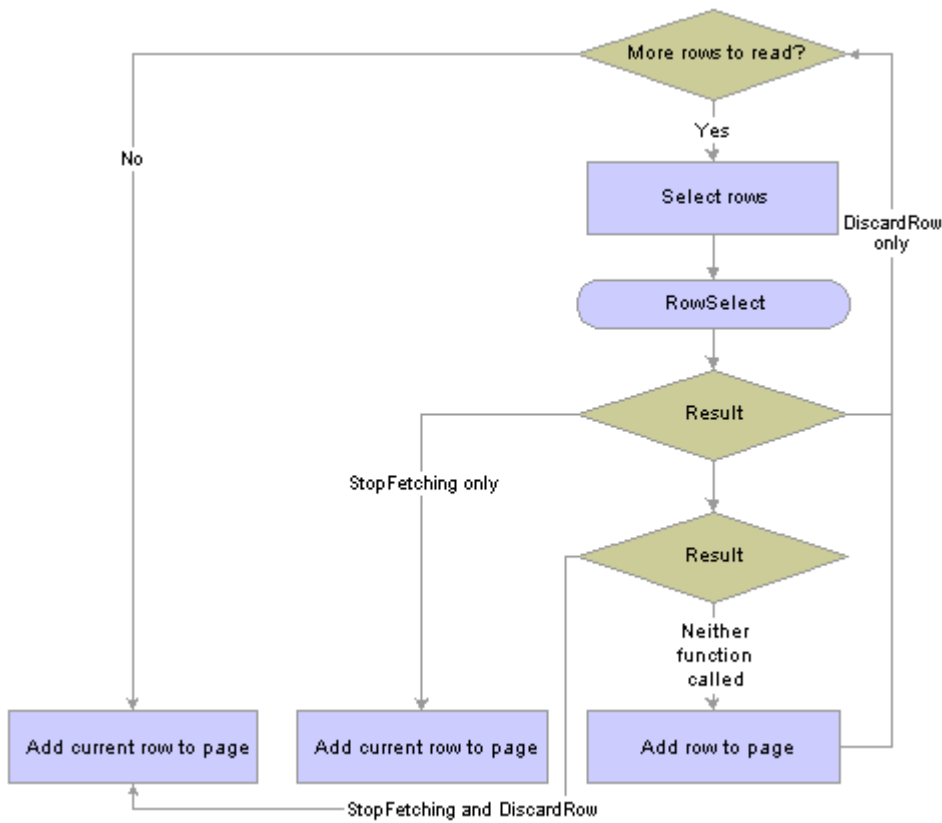 More rows to read?
Yes
No
Select rows
DiscardRow
only
RowSelect
Result
StopFetching only
Result
Neither
function
called
Add current row to page
Add current row to page
Add row to page
StopFetching and DiscardRow